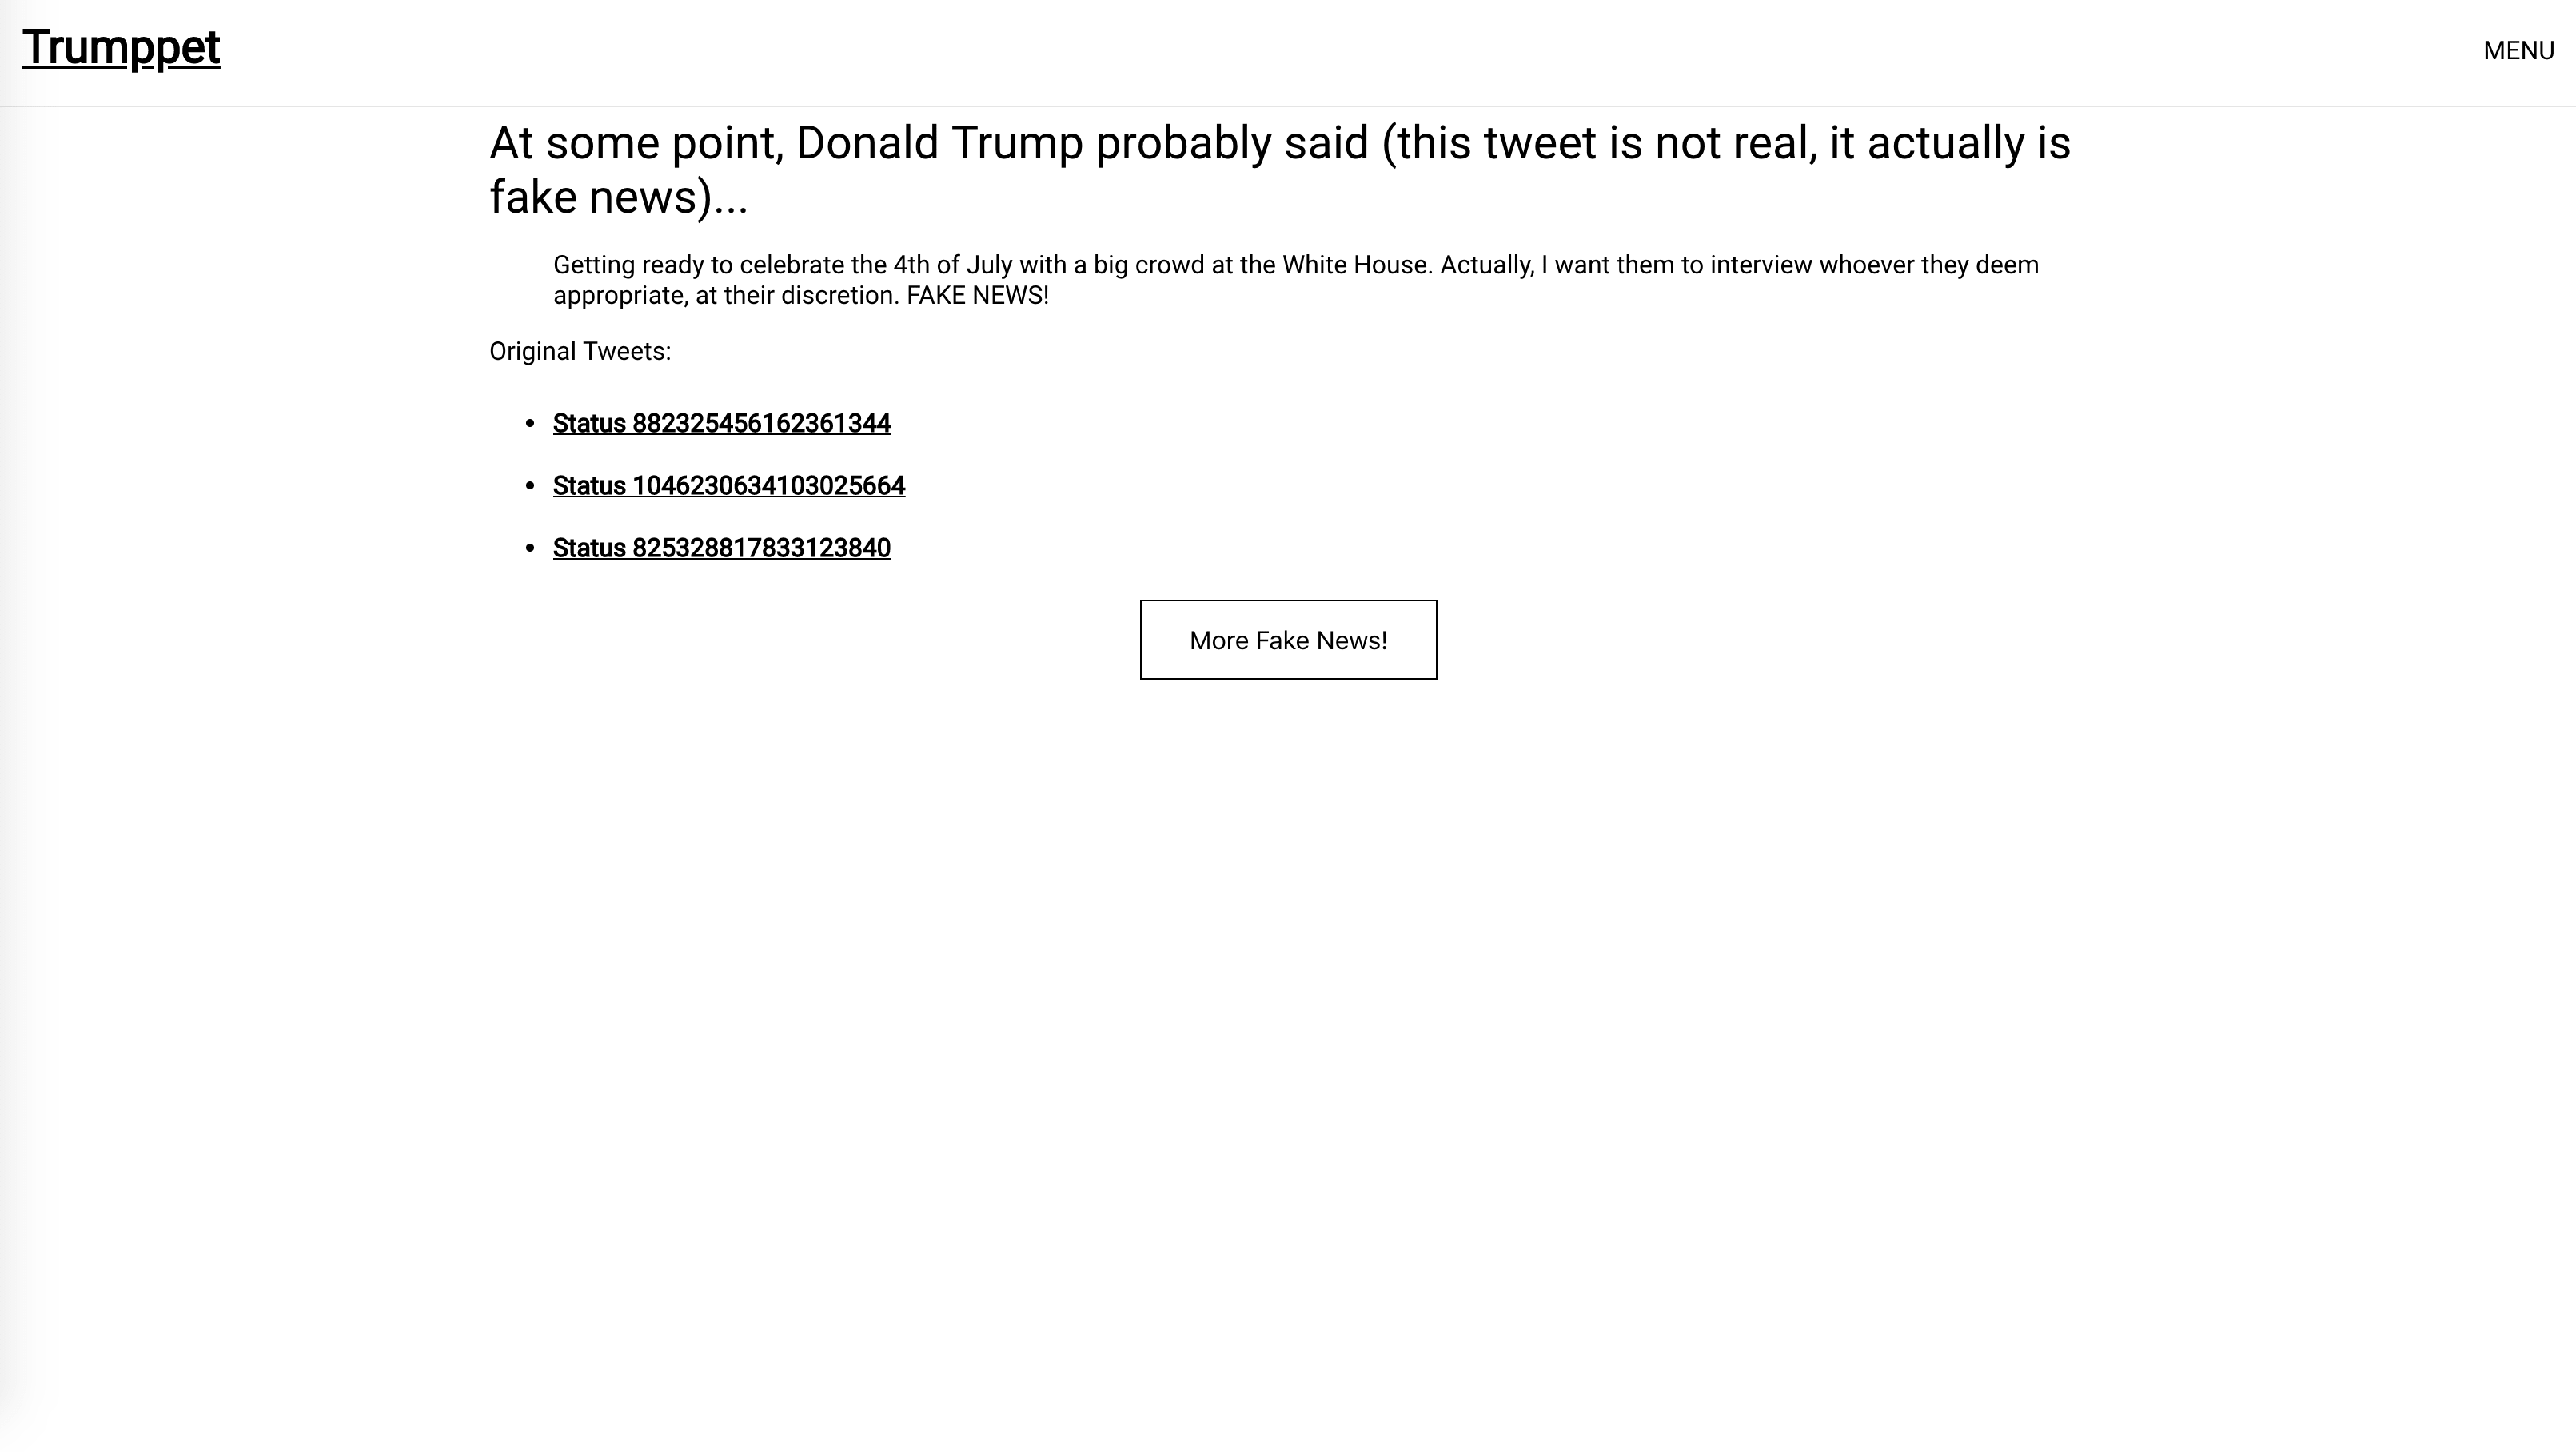 Trumppet
MENU
At some point, Donald Trump probably said (this tweet is not real, it actually is
fake news)...
Getting ready to celebrate the 4th of July with a big crowd at the White House. Actually, I want them to interview whoever they deem
appropriate, at their discretion. FAKE NEWS!
Original Tweets:
• Status 882325456162361344
• Status 1046230634103025664
• Status 825328817833123840
More Fake News!